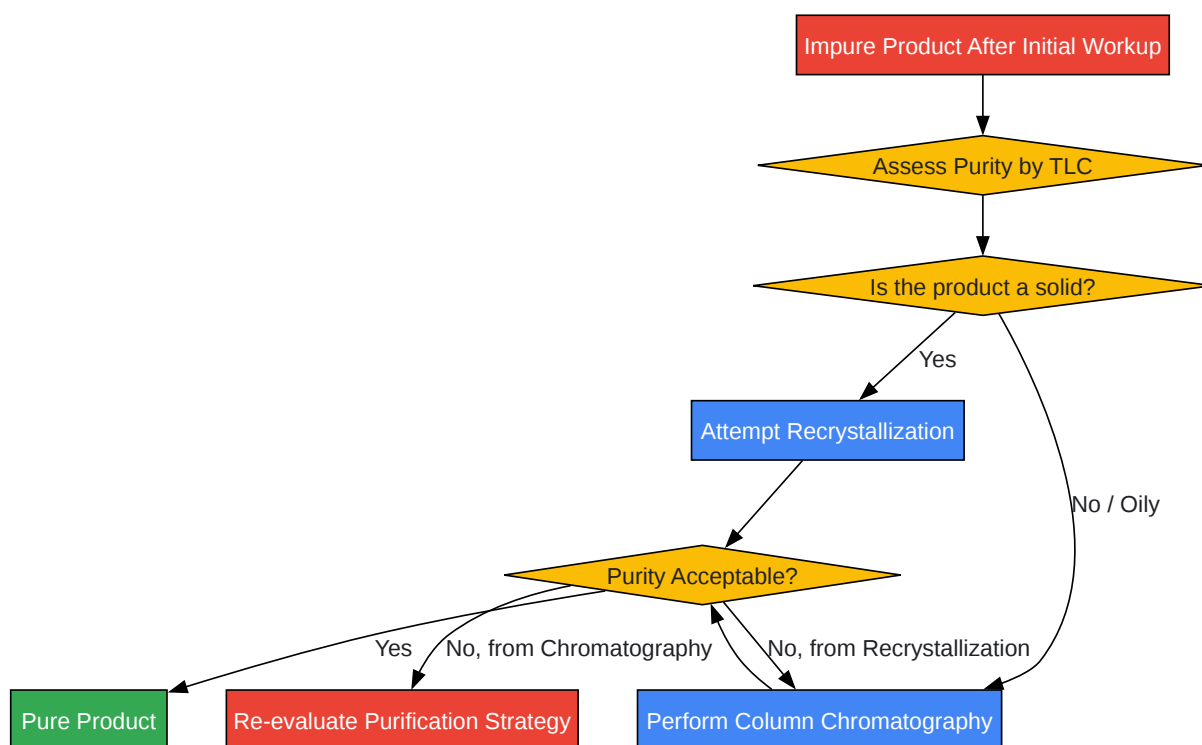 Impure Product After Initial Workup
Assess Purity by TLC
Is the product a solid?
Yes
Attempt Recrystallization
No / Oily
Purity Acceptable?
Yes
No, from Chromatography
No, from Recrystallization
Pure Product
Re-evaluate Purification Strategy
Perform Column Chromatography